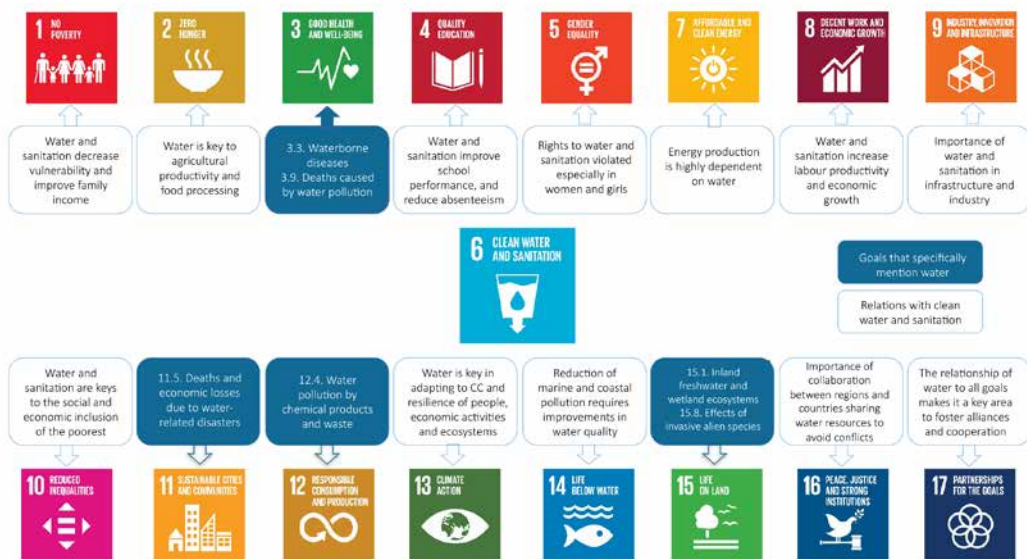 1 NO
POVERTY
2 ZERO
HUNGER
3 GOOD HEALTH
AND WELL-BEING
4 QUALITY
EDUCATION
5 GENDER
EQUALITY
7 AFFORDABLE AND
CLEAN ENERGY
8 DECENT WORK AND
ECONOMIC GROWTH
9 INDUSTRY, INNOVATION
AND INFRASTRUCTURE
Water and
sanitation decrease
vulnerability and
improve family
income
Water is key to
agricultural
productivity and
food processing
3.3. Waterborne
diseases
3.9. Deaths caused
by water pollution
Water and
sanitation improve
school
performance, and
reduce absenteeism
Rights to water and
sanitation violated
especially in
women and girls
Energy production
is highly dependent
on water
Water and
sanitation increase
labour productivity
and economic
growth
Importance of
water and
sanitation in
infrastructure and
industry
6 CLEAN WATER
AND SANITATION
Goals that specifically
mention water
Relations with clean
water and sanitation
Water and
sanitation are keys
to the social and
economic inclusion
of the poorest
11.5. Deaths and
economic losses
due to water-
related disasters
12.4. Water
pollution by
chemical products
and waste
Water is key in
adapting to CC and
resilience of people,
economic activities
and ecosystems
Reduction of
marine and coastal
pollution requires
improvements in
water quality
15.1. Inland
freshwater and
wetland ecosystems
15.8. Effects of
invasive alien species
Importance of
collaboration
between regions and
countries sharing
water resources to
avoid conflicts
The relationship of
water to all goals
makes it a key area
to foster alliances
and cooperation
10 REDUCED
INEQUALITIES
11 SUSTAINABLE CITIES
AND COMMUNITIES
12 RESPONSIBLE
CONSUMPTION
AND PRODUCTION
13 CLIMATE
ACTION
14 LIFE
BELOW WATER
15 LIFE
ON LAND
16 PEACE, JUSTICE
AND STRONG
INSTITUTIONS
17 PARTNERSHIPS
FOR THE GOALS